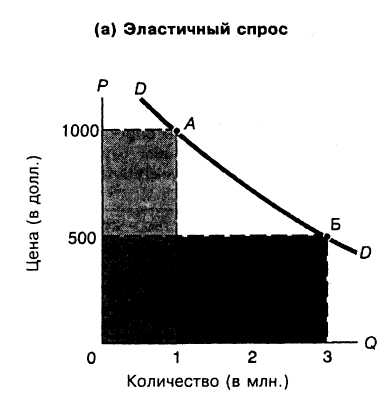 (а) Эластичный спрос
P
D
А
1000
Цена (в долл.)
500
Б
D
0
1
2
3
Q
Количество (в млн.)